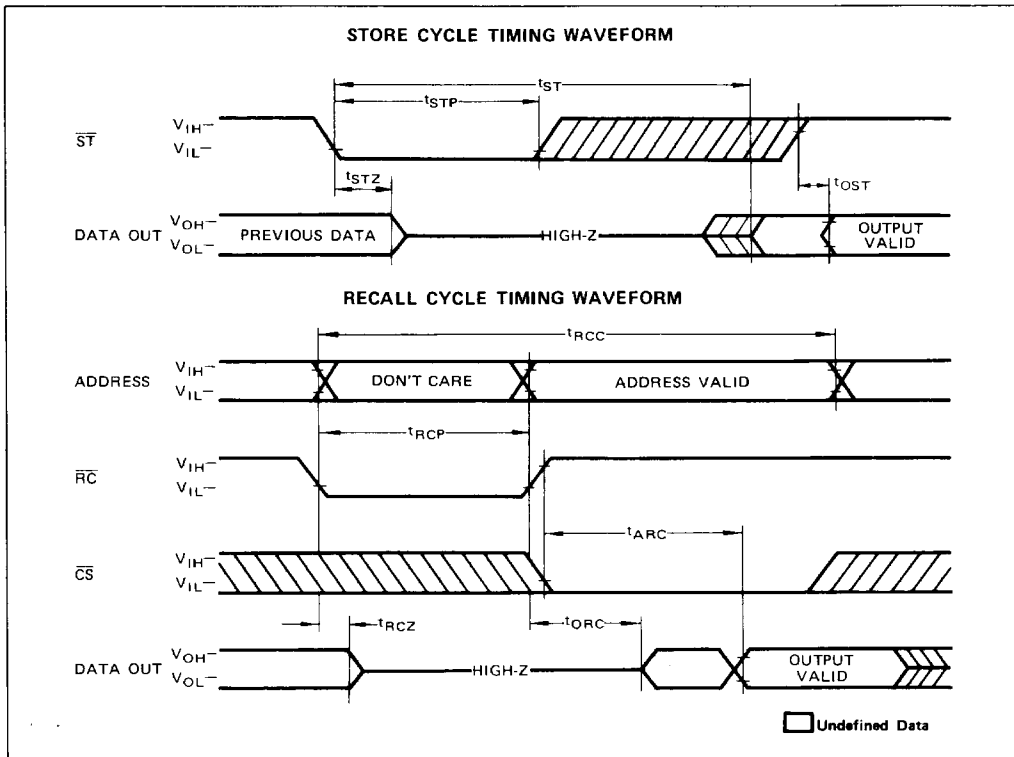 STORE CYCLE TIMING WAVEFORM
tST
tSTP
ST
VIH
VIL
tSTZ
tOST
DATA OUT
VOH
VOL
PREVIOUS DATA
HIGH-Z
OUTPUT
VALID
RECALL CYCLE TIMING WAVEFORM
tRCC
ADDRESS
VIH
VIL
DON'T CARE
ADDRESS VALID
tRCP
RC
VIH
VIL
tARC
CS
VIH
VIL
tRCZ
tORC
DATA OUT
VOH
VOL
HIGH-Z
OUTPUT
VALID
Undefined Data